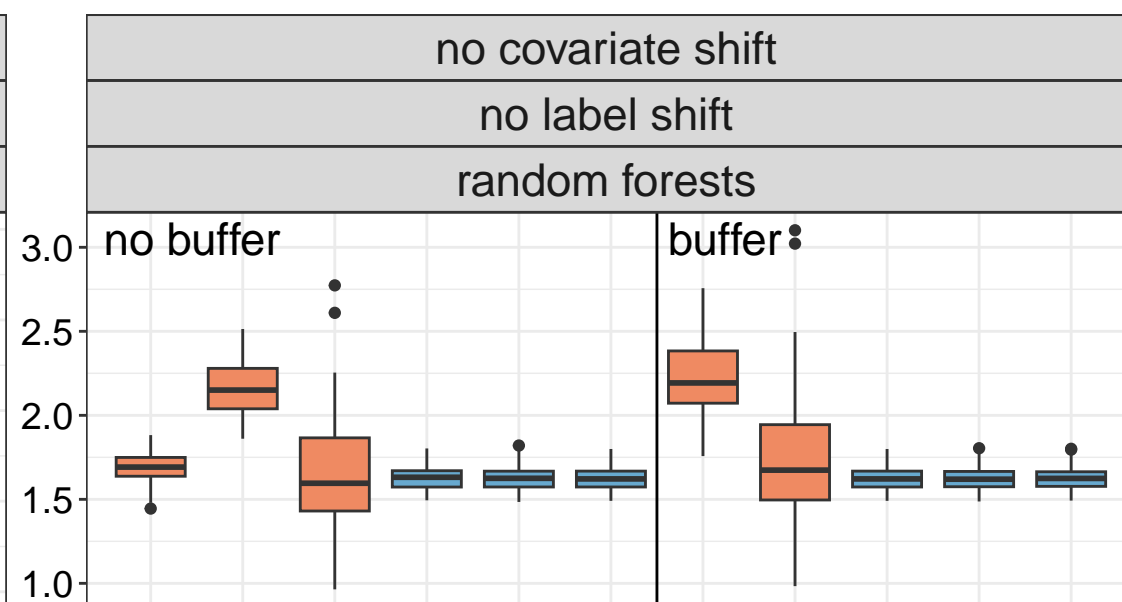 no covariate shift
no label shift
random forests
no buffer
buffer
3.0
2.5
2.0
1.5
1.0